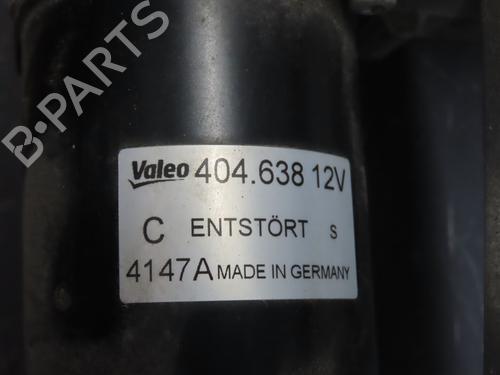 B-PARTS
Valeo 404.638 12V
C ENTSTÖRT S
4147A MADE IN GERMANY